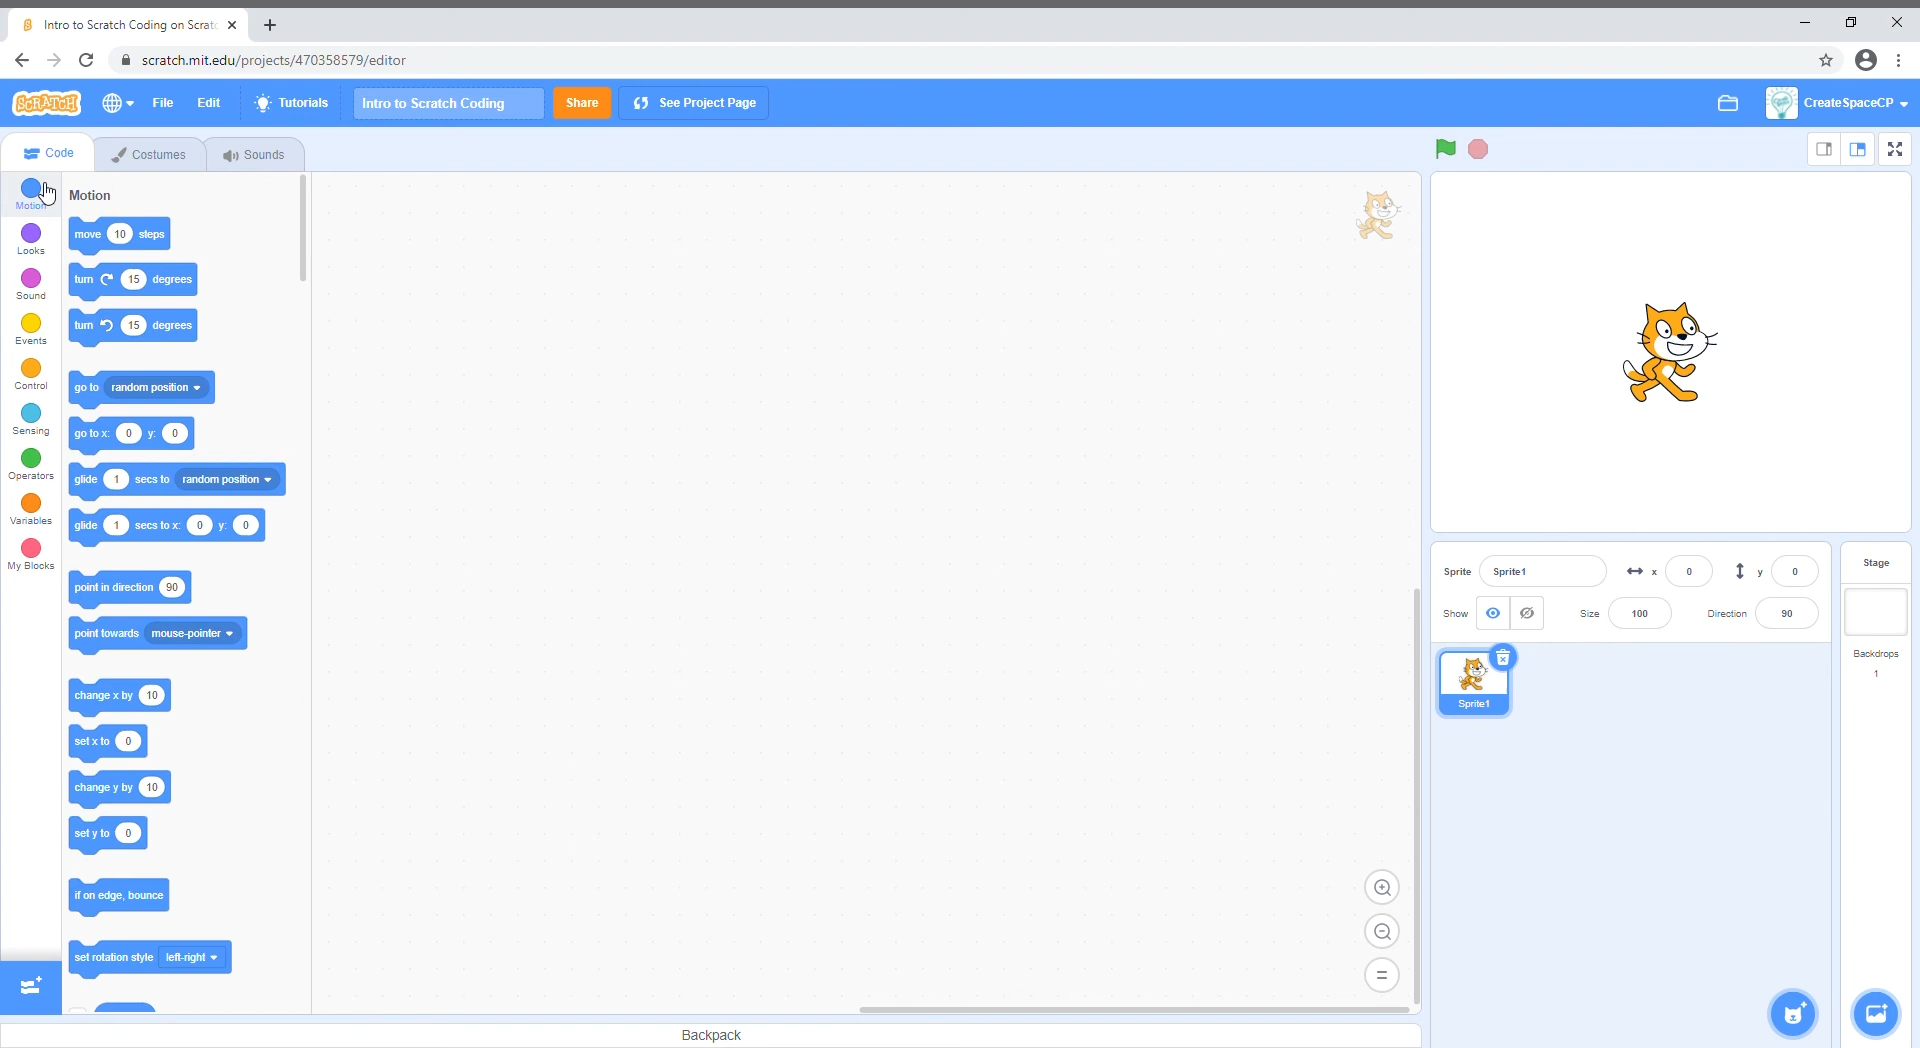 Intro to Scratch Coding on Scratc
scratch.mit.edu/projects/470358579/editor
SCRATCH File Edit Tutorials Intro to Scratch Coding Share See Project Page CreateSpaceCP
Code Costumes Sounds
Motion
Looks
Sound
Events
Control
Sensing
Operators
Variables
My Blocks
Motion
move 10 steps
turn 15 degrees
turn 15 degrees
go to random position
go to x: 0 y: 0
glide 1 secs to random position
glide 1 secs to x: 0 y: 0
point in direction 90
point towards mouse-pointer
change x by 10
set x to 0
change y by 10
set y to 0
if on edge, bounce
set rotation style left-right
Backpack
Sprite Sprite1 x 0 y 0
Show Size 100 Direction 90
Sprite1
Stage
Backdrops
1